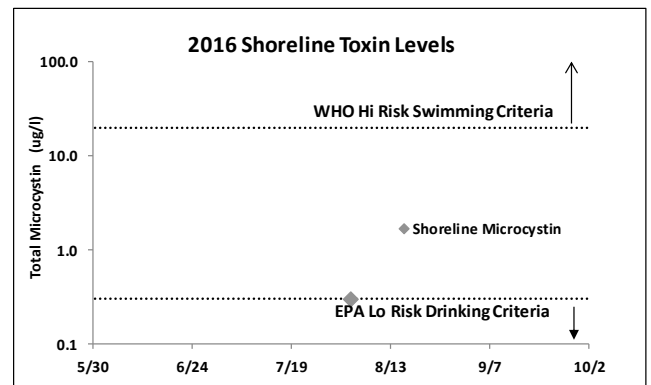 2016 Shoreline Toxin Levels
100.0
WHO Hi Risk Swimming Criteria
10.0
Total Microcystin (ug/l)
Shoreline Microcystin
1.0
EPA Lo Risk Drinking Criteria
0.1
5/30 6/24 7/19 8/13 9/7 10/2